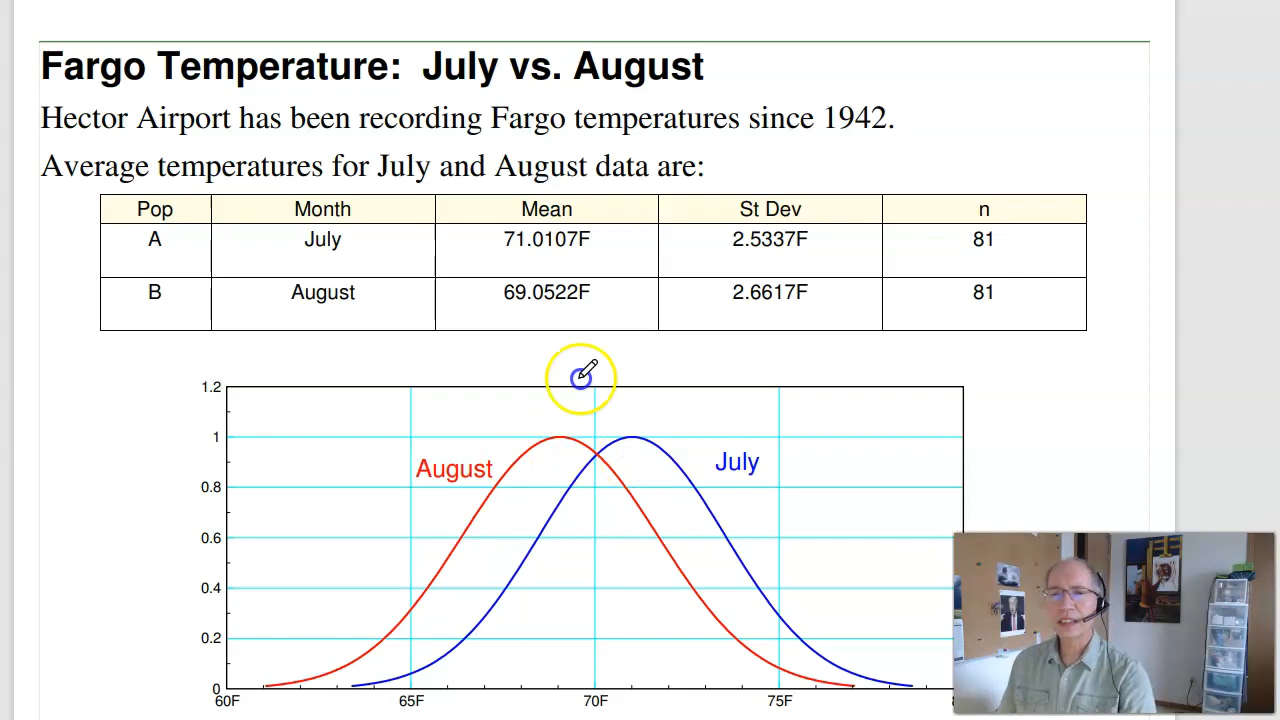 Fargo Temperature: July vs. August
Hector Airport has been recording Fargo temperatures since 1942.
Average temperatures for July and August data are:
Pop Month Mean St Dev n
A July 71.0107F 2.5337F 81
B August 69.0522F 2.6617F 81
1.2
1
August July
0.8
0.6
0.4
0.2
0
60F 65F 70F 75F